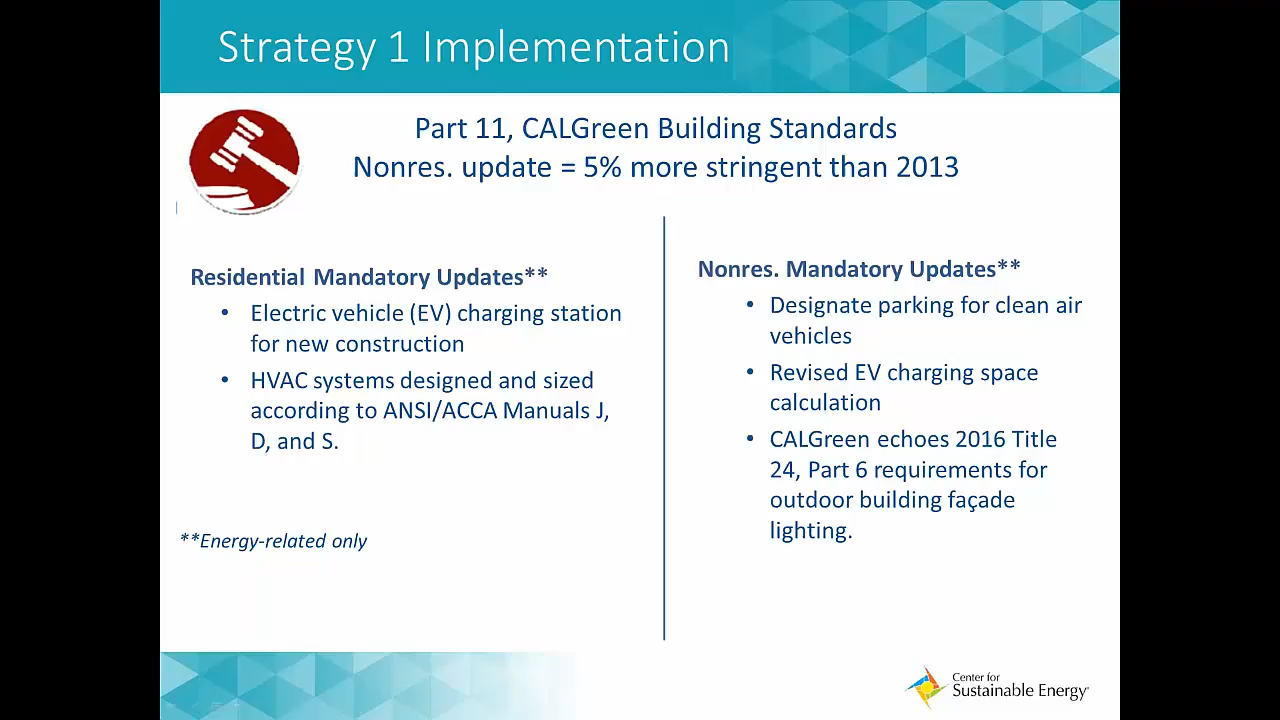 Strategy 1 Implementation
Part 11, CALGreen Building Standards
Nonres. update = 5% more stringent than 2013
Residential Mandatory Updates**
• Electric vehicle (EV) charging station
for new construction
• HVAC systems designed and sized
according to ANSI/ACCA Manuals J,
D, and S.
**Energy-related only
Nonres. Mandatory Updates**
• Designate parking for clean air
vehicles
• Revised EV charging space
calculation
• CALGreen echoes 2016 Title
24, Part 6 requirements for
outdoor building façade
lighting.
Center for
Sustainable Energy